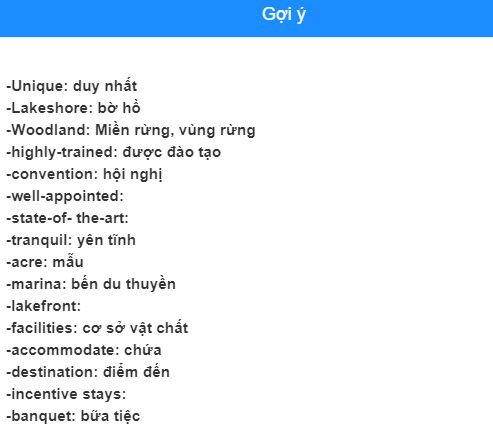 Gợi ý
-Unique: duy nhất
-Lakeshore: bờ hồ
-Woodland: Miền rừng, vùng rừng
-highly-trained: được đào tạo
-convention: hội nghị
-well-appointed:
-state-of- the-art:
-tranquil: yên tĩnh
-acre: mẫu
-marina: bến du thuyền
-lakefront:
-facilities: cơ sở vật chất
-accommodate: chứa
-destination: điểm đến
-incentive stays:
-banquet: bữa tiệc